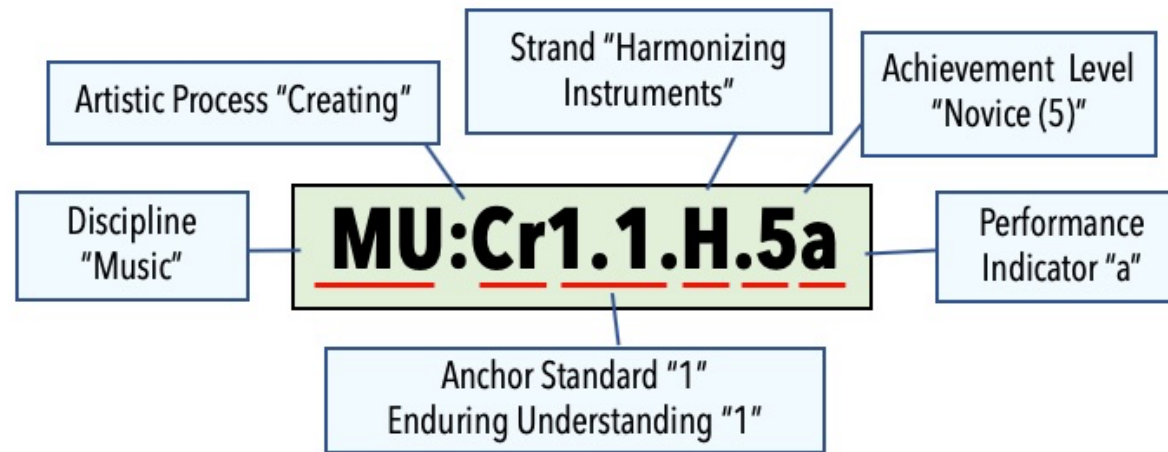 Strand “Harmonizing
Instruments”
Artistic Process “Creating”
Achievement Level
“Novice (5)”
Discipline
“Music”
MU:Cr1.1.H.5a
Performance
Indicator “a”
Anchor Standard “1”
Enduring Understanding “1”